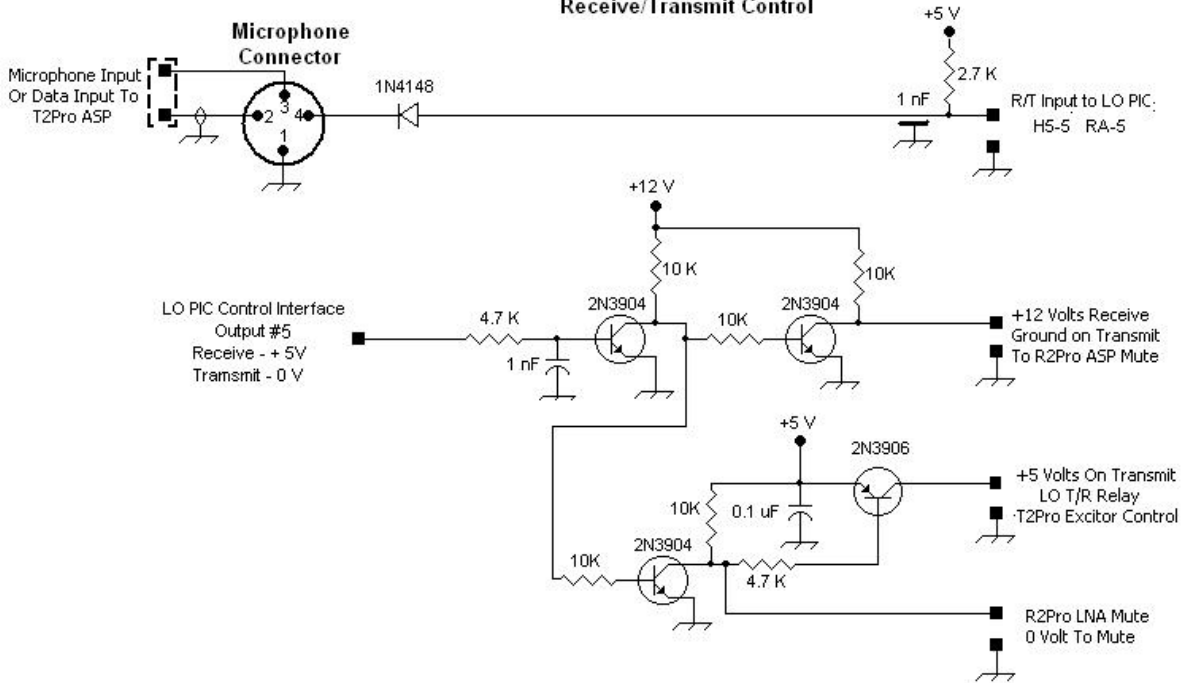 Receive/Transmit Control
Microphone
Connector
Microphone Input
Or Data Input To
T2Pro ASP
1N4148
+5 V
2.7 K
1 nF
R/T Input to LO PIC
H5-5 RA-5
3
2
4
1
+12 V
10 K
10K
LO PIC Control Interface
Output #5
Receive - + 5V
Tramsmit - 0 V
4.7 K
1 nF
2N3904
10K
2N3904
+12 Volts Receive
Ground on Transmit
To R2Pro ASP Mute
+5 V
2N3906
10K
0.1 uF
+5 Volts On Transmit
LO T/R Relay
T2Pro Excitor Control
10K
2N3904
4.7 K
R2Pro LNA Mute
0 Volt To Mute